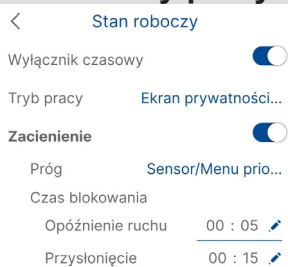 Stan roboczy
Wyłącznik czasowy
Tryb pracy Ekran prywatności...
Zacienienie
Próg Sensor/Menu prio...
Czas blokowania
Opóźnienie ruchu 00 : 05
Przysłonięcie 00 : 15